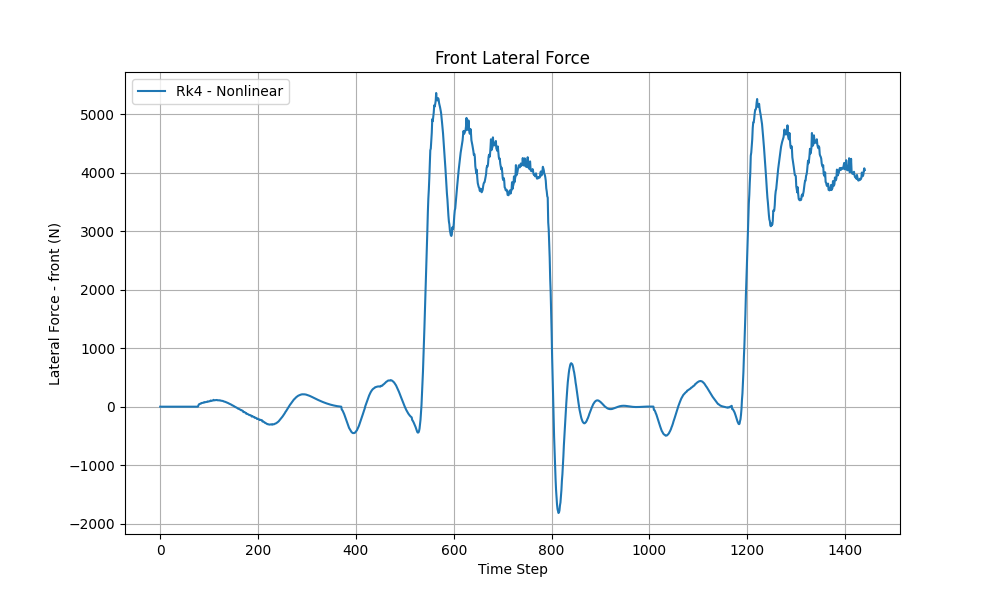 Front Lateral Force
Rk4 - Nonlinear
Lateral Force - front (N)
5000
4000
3000
2000
1000
0
−1000
−2000
0 200 400 600 800 1000 1200 1400
Time Step